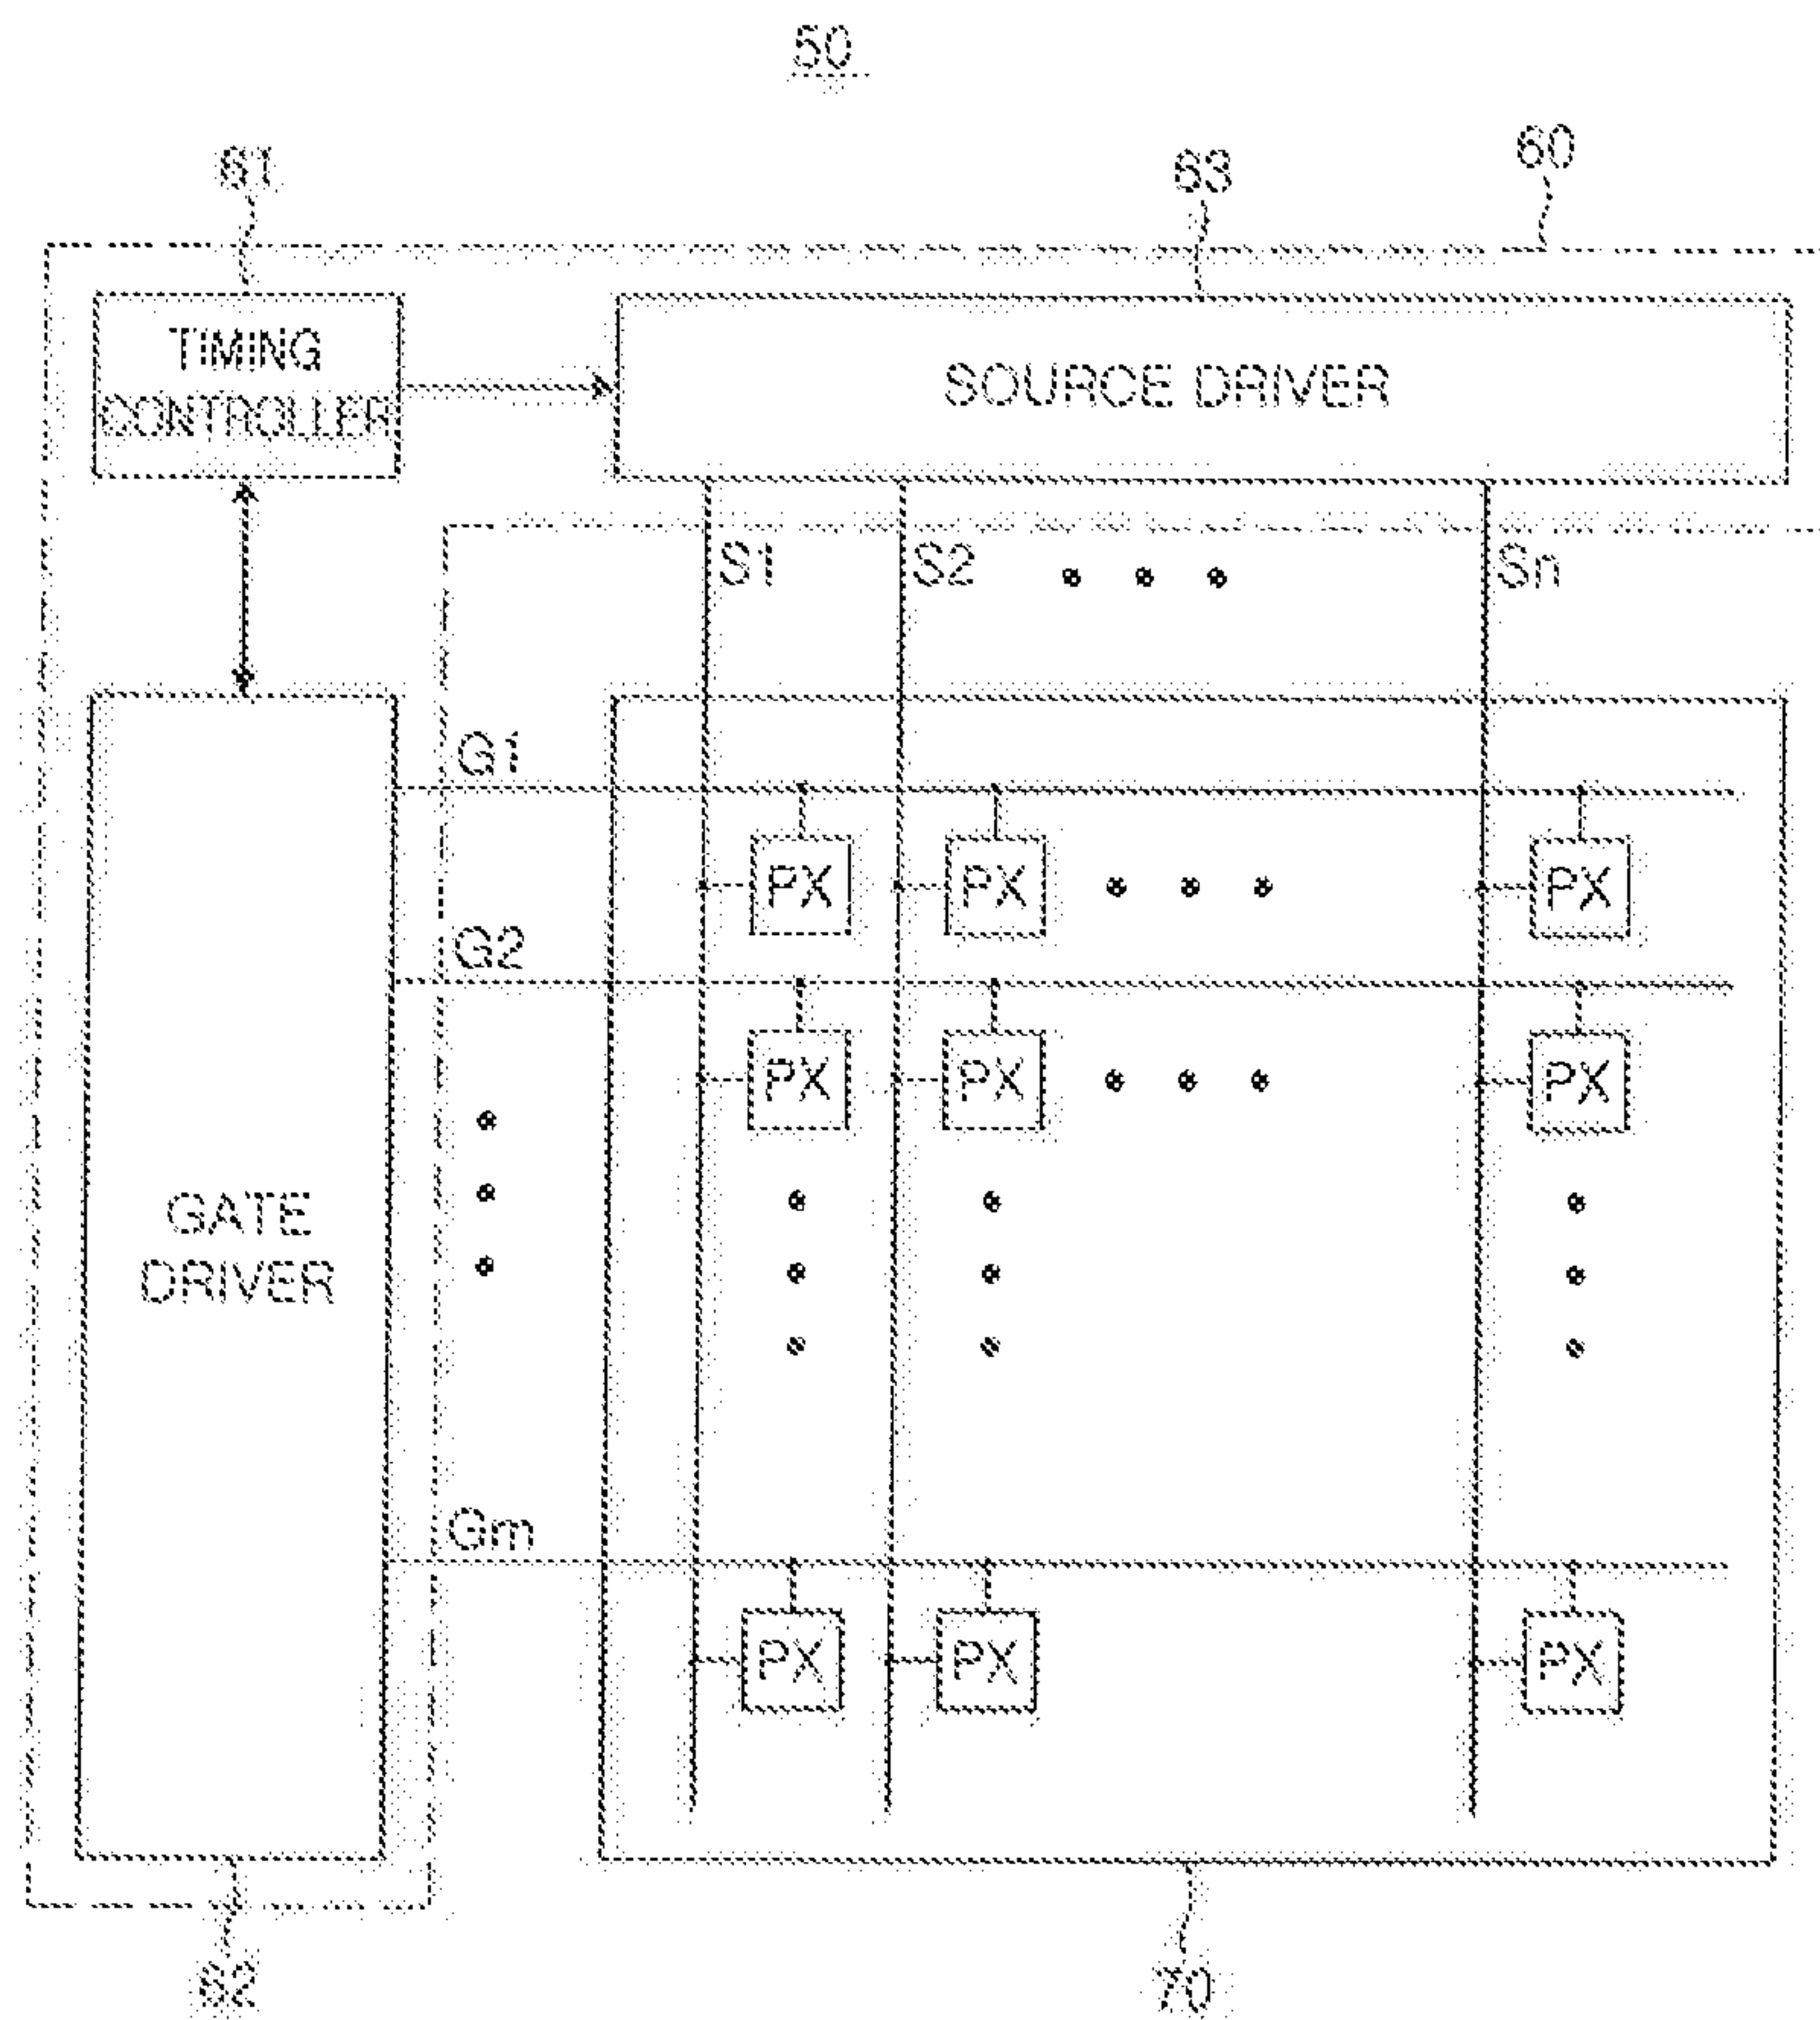 50
61
63
60
TIMING
CONTROLLER
SOURCE DRIVER
S1
S2
Sn
G1
PX
PX
PX
G2
PX
PX
PX
GATE
DRIVER
Gm
PX
PX
PX
62
70